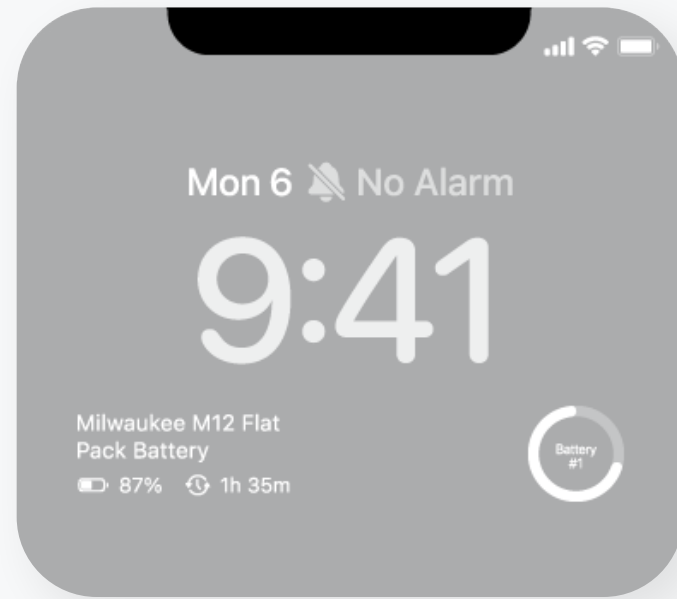 Mon 6 No Alarm
9:41
Milwaukee M12 Flat
Pack Battery
87% 1h 35m
Battery
#1